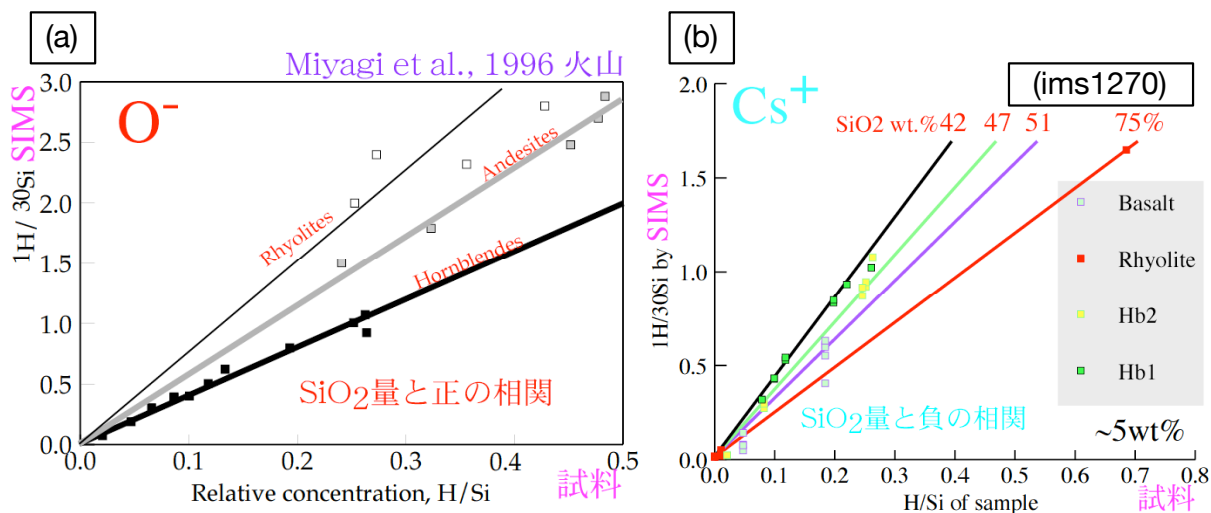 (a)
Miyagi et al., 1996 火山
O-
1H/ 30Si SIMS
3.0
2.5
2.0
1.5
1.0
0.5
0.0
Rhyolites
Andesites
Hornblendes
SiO2量と正の相関
0.0 0.1 0.2 0.3 0.4 0.5
Relative concentration, H/Si 試料
(b)
(ims1270)
Cs+
SiO2 wt.% 42 47 51 75%
1H/30Si by SIMS
2.0
1.5
1.0
0.5
0.0
Basalt
Rhyolite
Hb2
Hb1
SiO2量と負の相関
~5wt%
0.0 0.1 0.2 0.3 0.4 0.5 0.6 0.7 0.8
H/Si of sample 試料